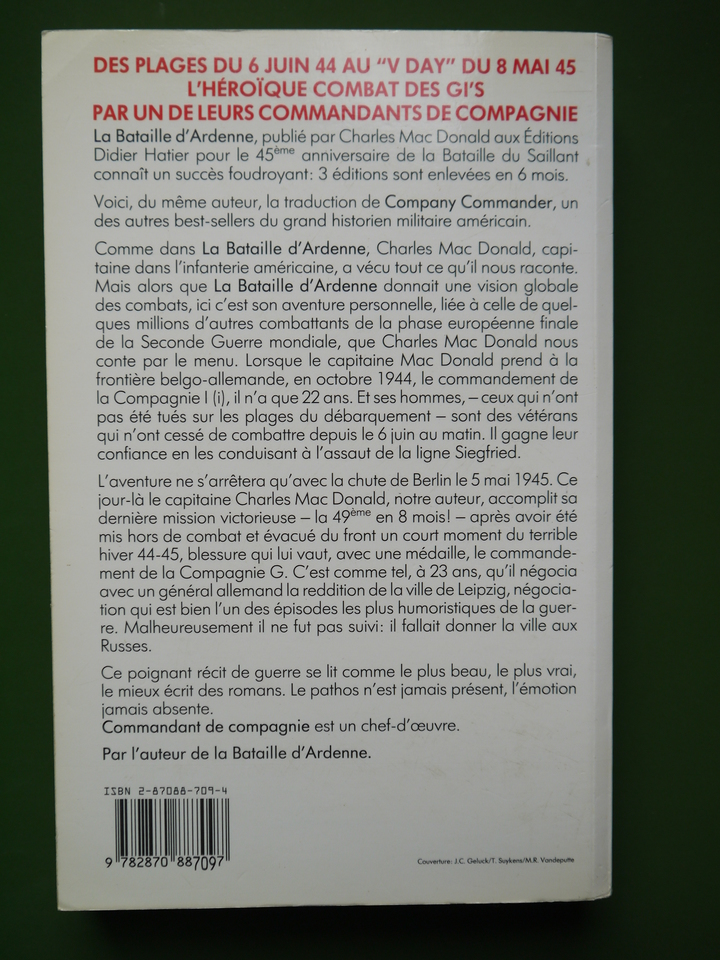 DES PLAGES DU 6 JUIN 44 AU “V DAY” DU 8 MAI 45
L’HÉROÏQUE COMBAT DES GI’S
PAR UN DE LEURS COMMANDANTS DE COMPAGNIE
La Bataille d’Ardenne, publié par Charles Mac Donald aux Éditions
Didier Hatier pour le 45ème anniversaire de la Bataille du Saillant
connaît un succès foudroyant: 3 éditions sont enlevées en 6 mois.
Voici, du même auteur, la traduction de Company Commander, un
des autres best-sellers du grand historien militaire américain.
Comme dans La Bataille d’Ardenne, Charles Mac Donald, capi-
taine dans l’infanterie américaine, a vécu tout ce qu’il nous raconte.
Mais alors que La Bataille d’Ardenne donnait une vision globale
des combats, ici c’est son aventure personnelle, liée à celle de quel-
ques millions d’autres combattants de la phase européenne finale
de la Seconde Guerre mondiale, que Charles Mac Donald nous
conte par le menu. Lorsque le capitaine Mac Donald prend à la
frontière belgo-allemande, en octobre 1944, le commandement de
la Compagnie I (i), il n’a que 22 ans. Et ses hommes, – ceux qui n’ont
pas été tués sur les plages du débarquement – sont des vétérans
qui n’ont cessé de combattre depuis le 6 juin au matin. Il gagne leur
confiance en les conduisant à l’assaut de la ligne Siegfried.
L’aventure ne s’arrêtera qu’avec la chute de Berlin le 5 mai 1945. Ce
jour-là le capitaine Charles Mac Donald, notre auteur, accomplit sa
dernière mission victorieuse – la 49ème en 8 mois! – après avoir été
mis hors de combat et évacué du front un court moment du terrible
hiver 44-45, blessure qui lui vaut, avec une médaille, le commande-
ment de la Compagnie G. C’est comme tel, à 23 ans, qu’il négocia
avec un général allemand la reddition de la ville de Leipzig, négocia-
tion qui est bien l’un des épisodes les plus humoristiques de la guer-
re. Malheureusement il ne fut pas suivi: il fallait donner la ville aux
Russes.
Ce poignant récit de guerre se lit comme le plus beau, le plus vrai,
le mieux écrit des romans. Le pathos n’est jamais présent, l’émotion
jamais absente.
Commandant de compagnie est un chef-d’œuvre.
Par l’auteur de la Bataille d’Ardenne.
ISBN 2-87088-709-4
9 782870 887097
Couverture: J.C. Geluck/T. Suykens/M.R. Vandeputte